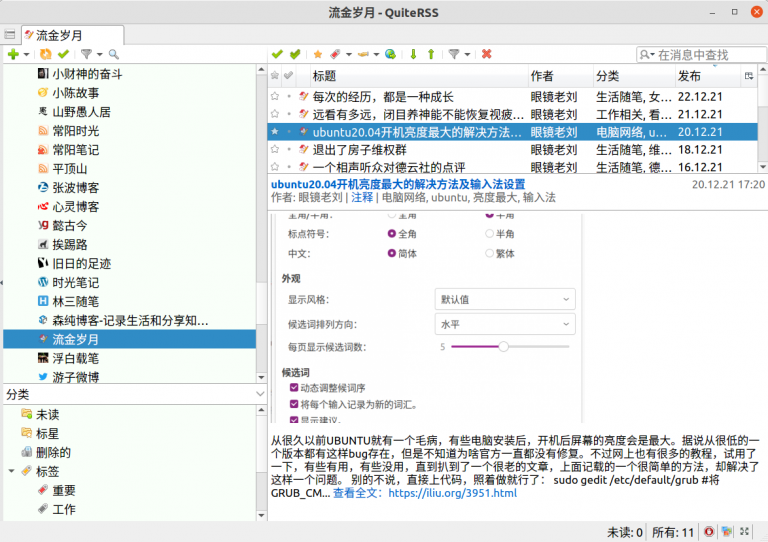 流金岁月 - QuiteRSS
流金岁月
在消息中查找
小财神的奋斗
小陈故事
山野愚人居
常阳时光
常阳笔记
平顶山
张波博客
心灵博客
懿古今
挨踢路
旧日的足迹
时光笔记
林三随笔
森纯博客-记录生活和分享知...
流金岁月
浮白载笔
游子微博
分类
未读
标星
删除的
标签
重要
工作
标题 作者 分类 发布
每次的经历，都是一种成长 眼镜老刘 生活随笔, 女... 22.12.21
远看有多远，闭目养神能不能恢复视疲... 眼镜老刘 工作相关, 看... 21.12.21
ubuntu20.04开机亮度最大的解决方法... 眼镜老刘 电脑网络, u... 20.12.21
退出了房子维权群 眼镜老刘 生活随笔, 维... 18.12.21
一个相声听众对德云社的点评 眼镜老刘 生活随笔, 德... 16.12.21
ubuntu20.04开机亮度最大的解决方法及输入法设置 20.12.21 17:20
作者: 眼镜老刘 | 注释 | 电脑网络, ubuntu, 亮度最大, 输入法
全角/半角： 全角 半角
标点符号： 全角 半角
中文： 简体 繁体
外观
显示风格： 默认值
候选词排列方向： 水平
每页显示候选词数： 5
候选词
动态调整候词序
将每个输入记录为新的词汇。
显示建议。
从很久以前UBUNTU就有一个毛病，有些电脑安装后，开机后屏幕的亮度会是最大。据说从很低的一
个版本都有这样bug存在，但是不知道为啥官方一直都没有修复。不过网上也有很多的教程，试用了
一下，有些有用，有些没用，直到扒到了一个很老的文章，上面记载的一个很简单的方法，却解决了
这样一个问题。 别的不说，直接上代码，照着做就行了： sudo gedit /etc/default/grub #将
GRUB_CM... 查看全文：https://iliu.org/3951.html
未读: 0 所有: 11